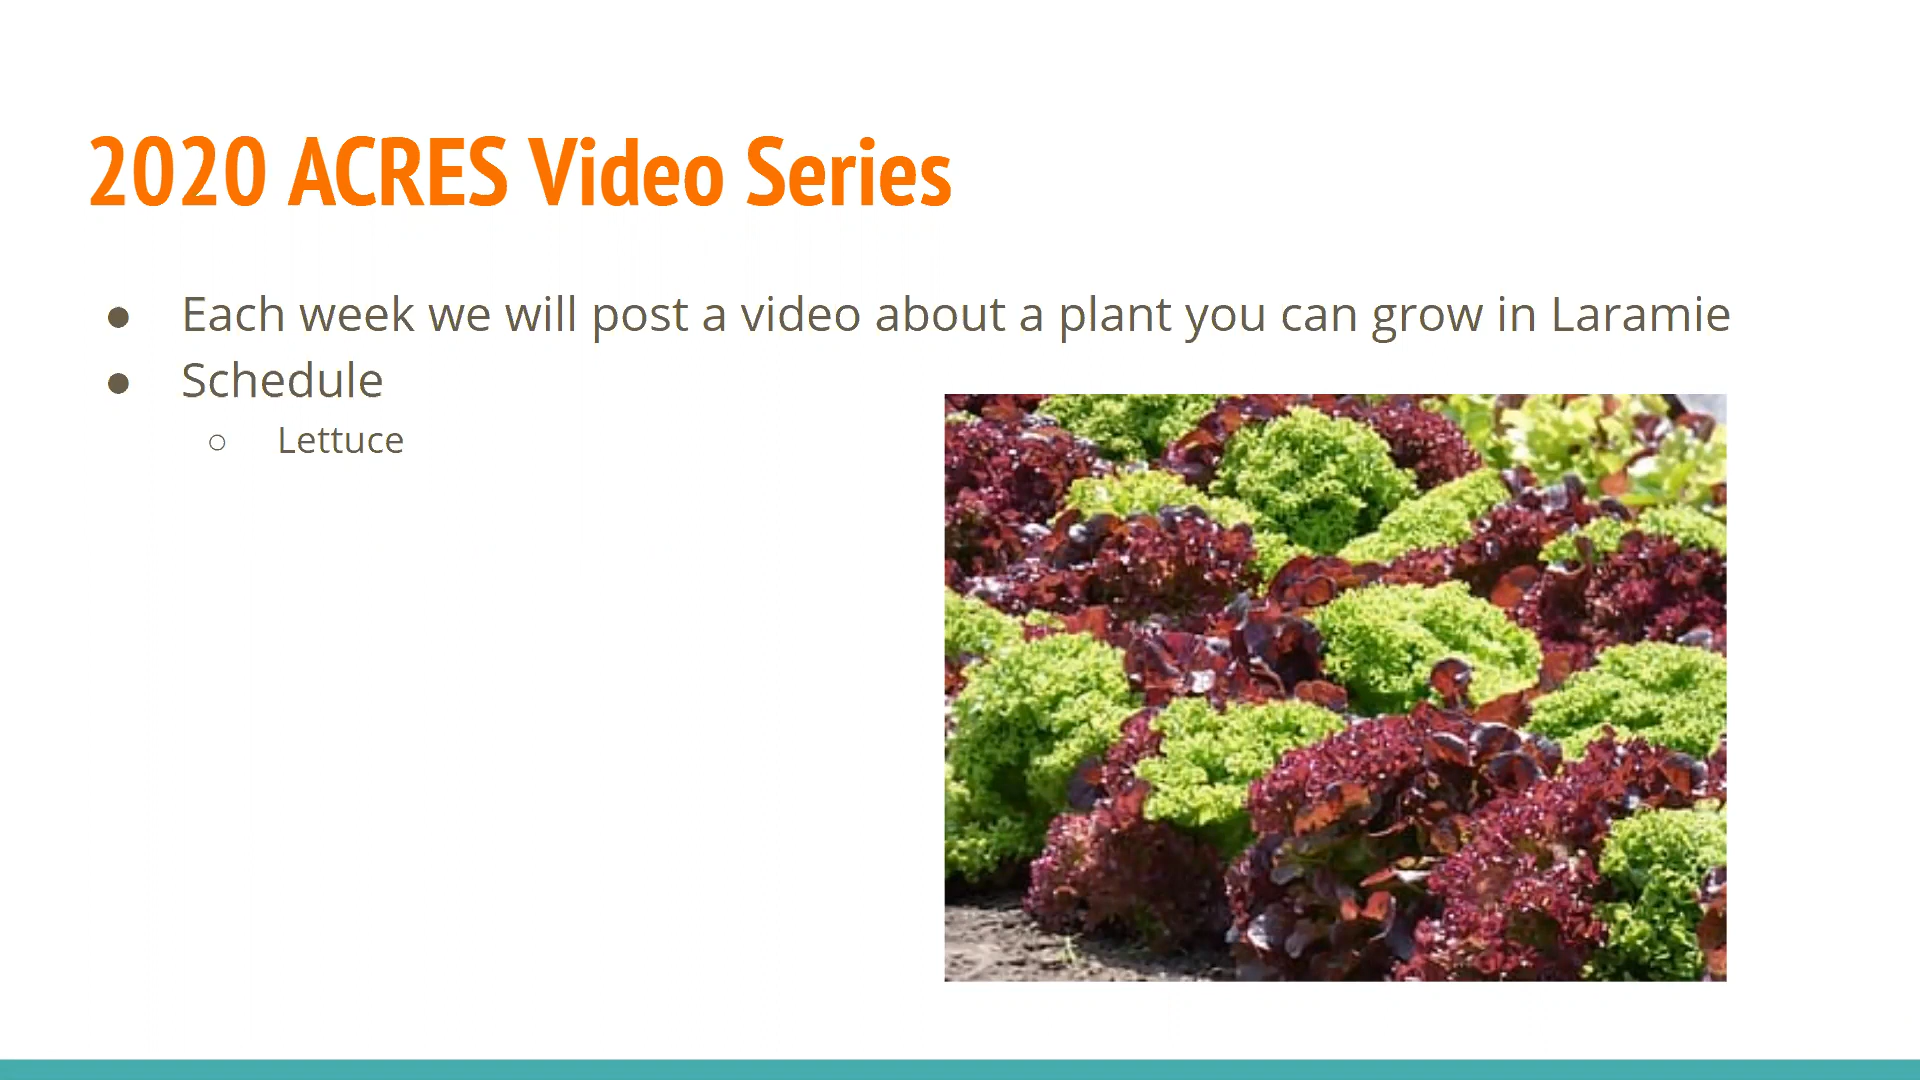 2020 ACRES Video Series
● Each week we will post a video about a plant you can grow in Laramie
● Schedule
○ Lettuce